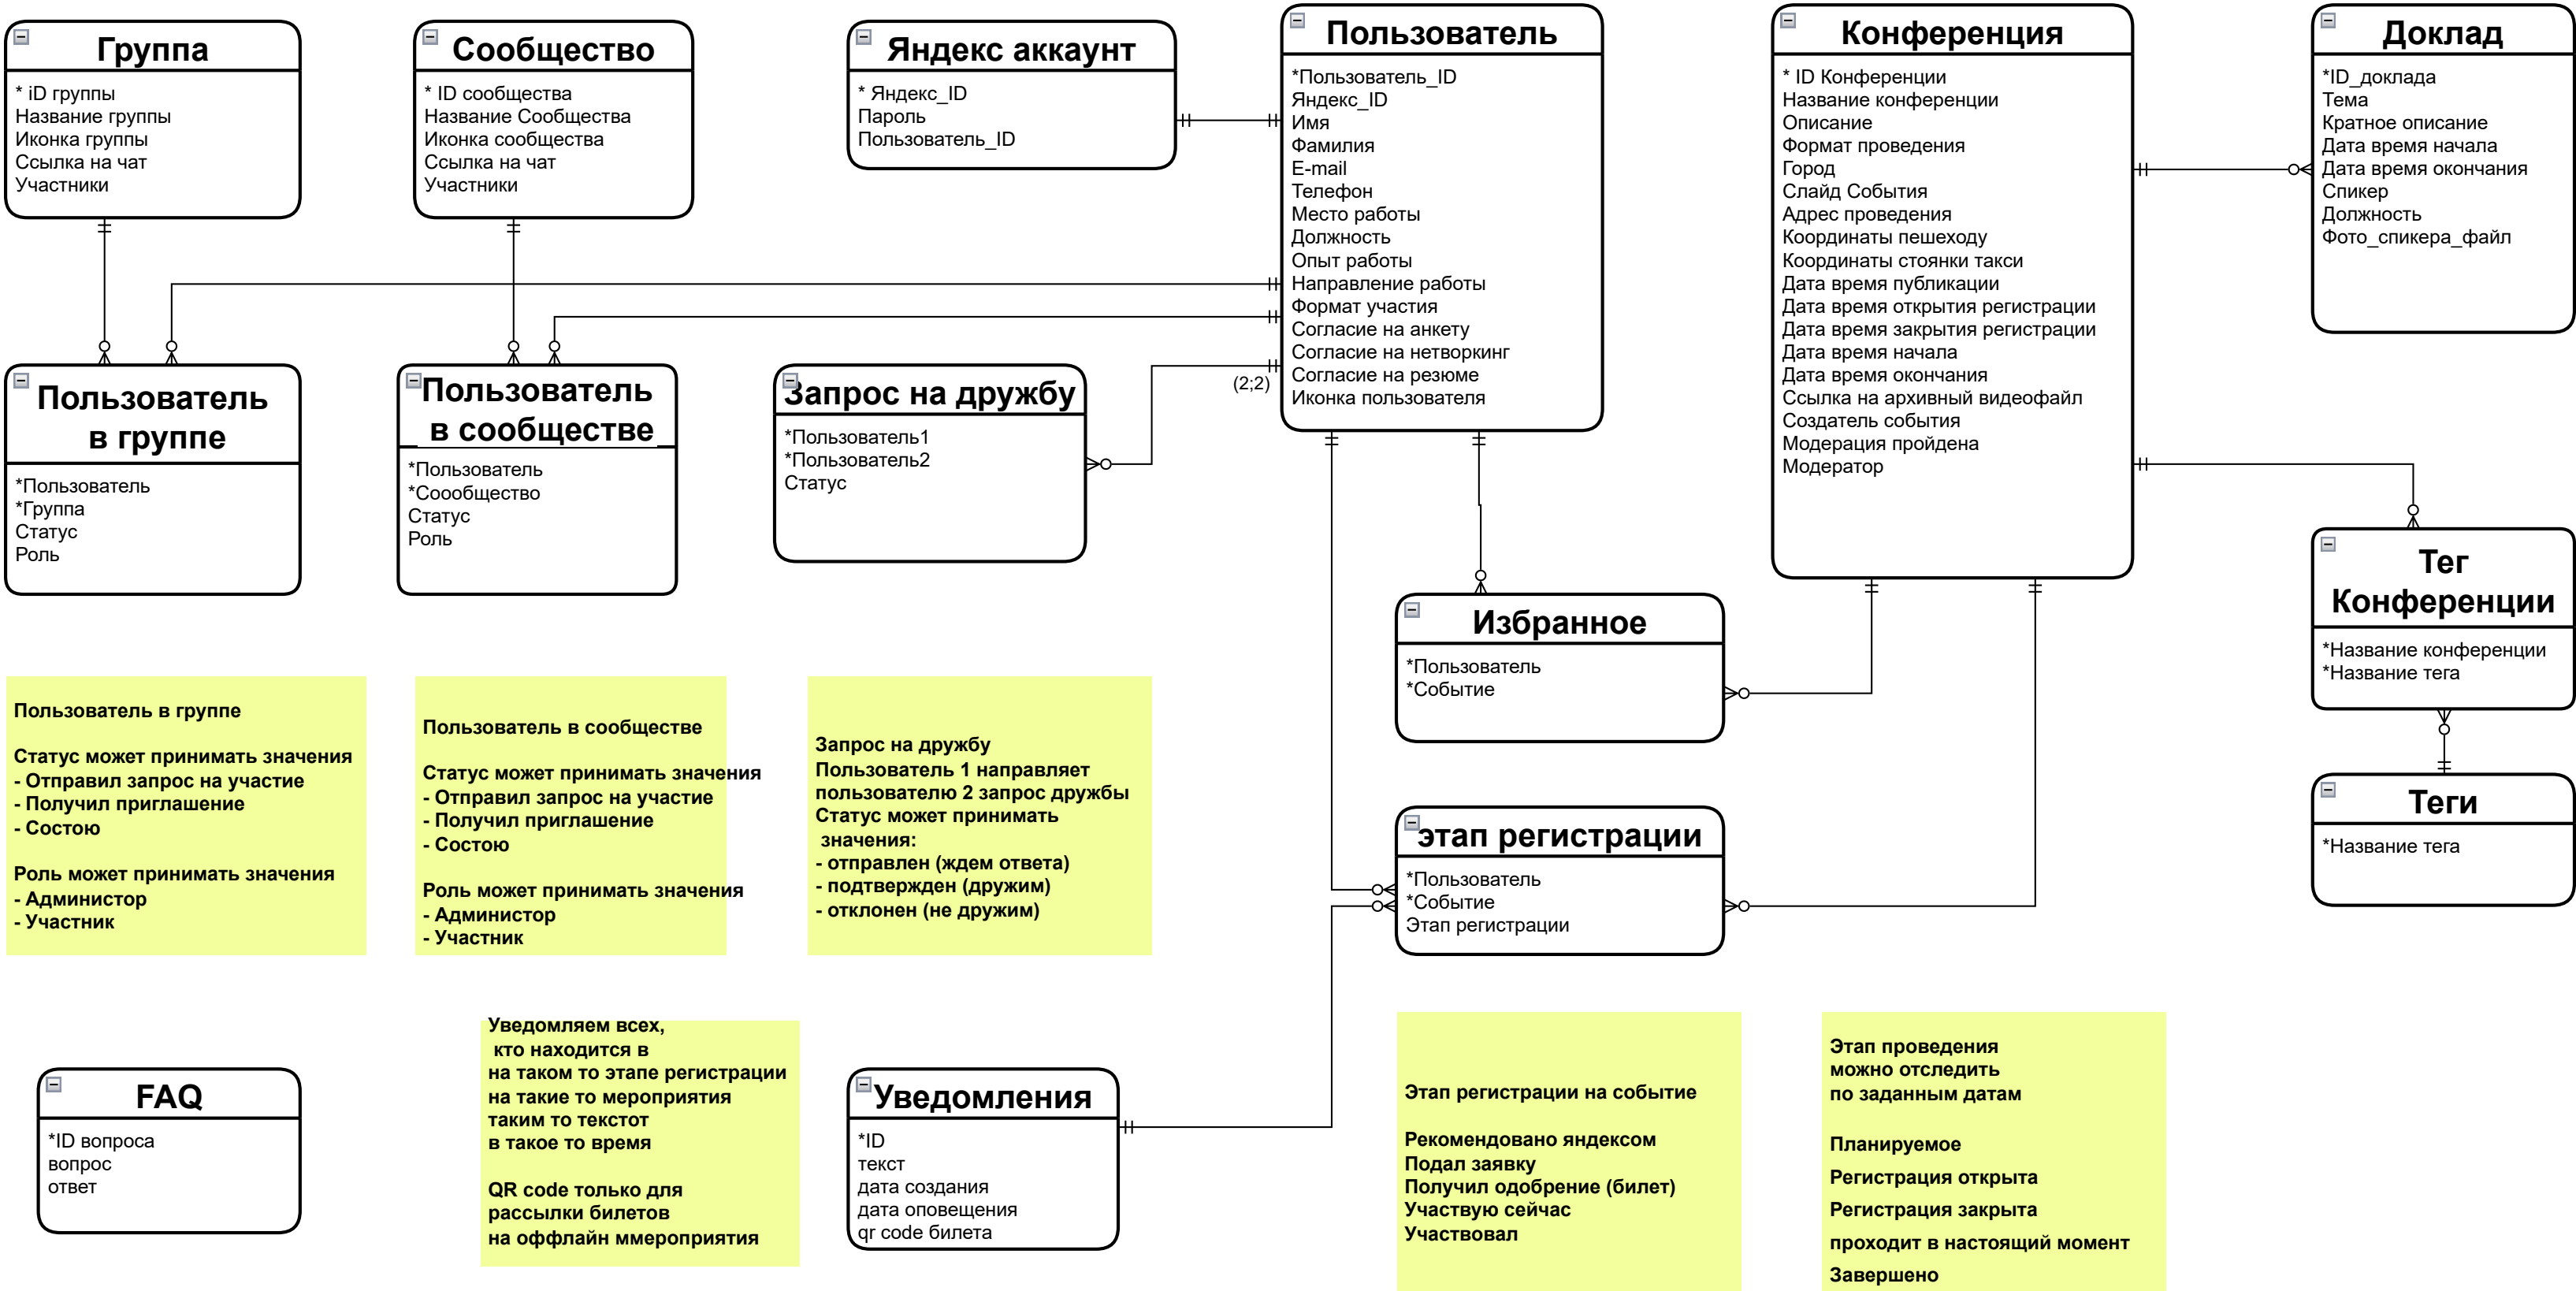 Группа
* iD группы
Название группы
Иконка группы
Ссылка на чат
Участники
Сообщество
* ID сообщества
Название Сообщества
Иконка сообщества
Ссылка на чат
Участники
Яндекс аккаунт
* Яндекс_ID
Пароль
Пользователь_ID
Пользователь
*Пользователь_ID
Яндекс_ID
Имя
Фамилия
E-mail
Телефон
Место работы
Должность
Опыт работы
Направление работы
Формат участия
Согласие на анкету
Согласие на нетворкинг
Согласие на резюме
Иконка пользователя
Конференция
* ID Конференции
Название конференции
Описание
Формат проведения
Город
Слайд События
Адрес проведения
Координаты пешеходу
Координаты стоянки такси
Дата время публикации
Дата время открытия регистрации
Дата время закрытия регистрации
Дата время начала
Дата время окончания
Ссылка на архивный видеофайл
Создатель события
Модерация пройдена
Модератор
Доклад
*ID_доклада
Тема
Кратное описание
Дата время начала
Дата время окончания
Спикер
Должность
Фото_спикера_файл
Пользователь
в группе
*Пользователь
*Группа
Статус
Роль
Пользователь
в сообществе
*Пользователь
*Соообщество
Статус
Роль
Запрос на дружбу
*Пользователь1
*Пользователь2
Статус
(2;2)
Избранное
*Пользователь
*Событие
Тег
Конференции
*Название конференции
*Название тега
Теги
*Название тега
этап регистрации
*Пользователь
*Событие
Этап регистрации
Пользователь в группе
Статус может принимать значения
- Отправил запрос на участие
- Получил приглашение
- Состою
Роль может принимать значения
- Администор
- Участник
Пользователь в сообществе
Статус может принимать значения
- Отправил запрос на участие
- Получил приглашение
- Состою
Роль может принимать значения
- Администор
- Участник
Запрос на дружбу
Пользователь 1 направляет
пользователю 2 запрос дружбы
Статус может принимать
значения:
- отправлен (ждем ответа)
- подтвержден (дружим)
- отклонен (не дружим)
FAQ
*ID вопроса
вопрос
ответ
Уведомляем всех,
кто находится в
на таком то этапе регистрации
на такие то мероприятия
таким то текстот
в такое то время
QR code только для
рассылки билетов
на оффлайн ммероприятия
Уведомления
*ID
текст
дата создания
дата оповещения
qr code билета
Этап регистрации на событие
Рекомендовано яндексом
Подал заявку
Получил одобрение (билет)
Участвую сейчас
Участвовал
Этап проведения
можно отследить
по заданным датам
Планируемое
Регистрация открыта
Регистрация закрыта
проходит в настоящий момент
Завершено